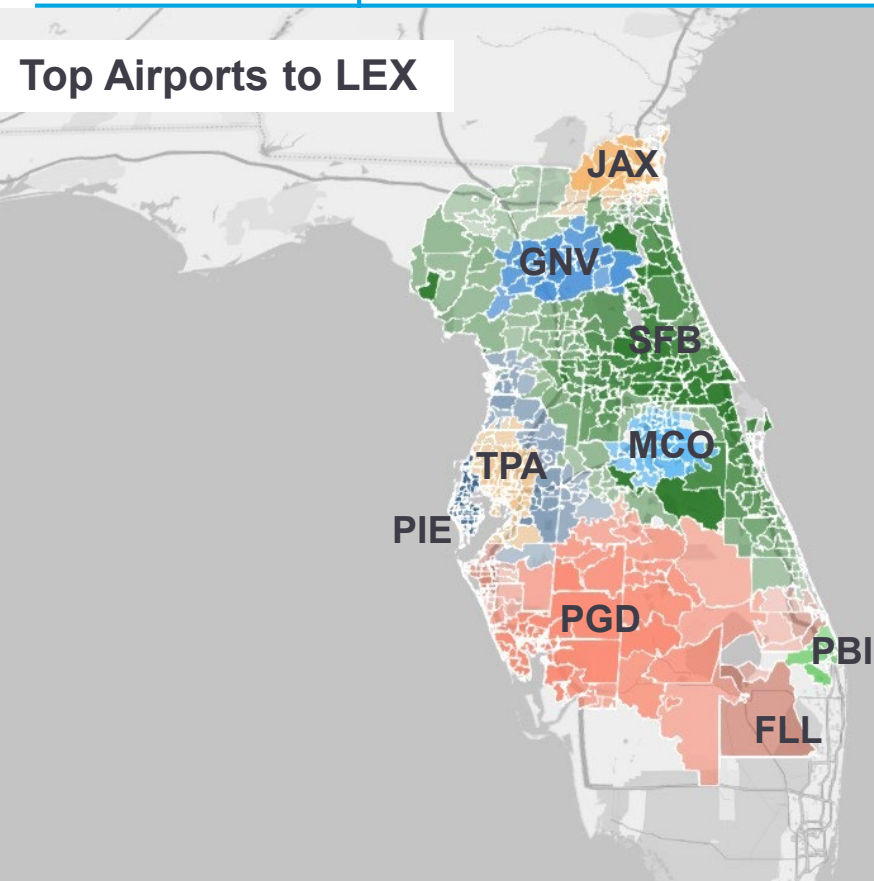 Top Airports to LEX
JAX
GNV
SFB
MCO
TPA
PIE
PGD
PBI
FLL